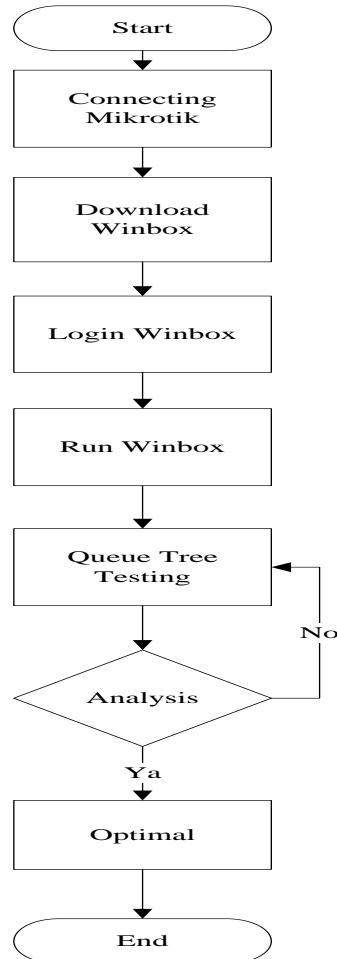 Start
Connecting
Mikrotik
Download
Winbox
Login Winbox
Run Winbox
Queue Tree
Testing
No
Analysis
Ya
Optimal
End